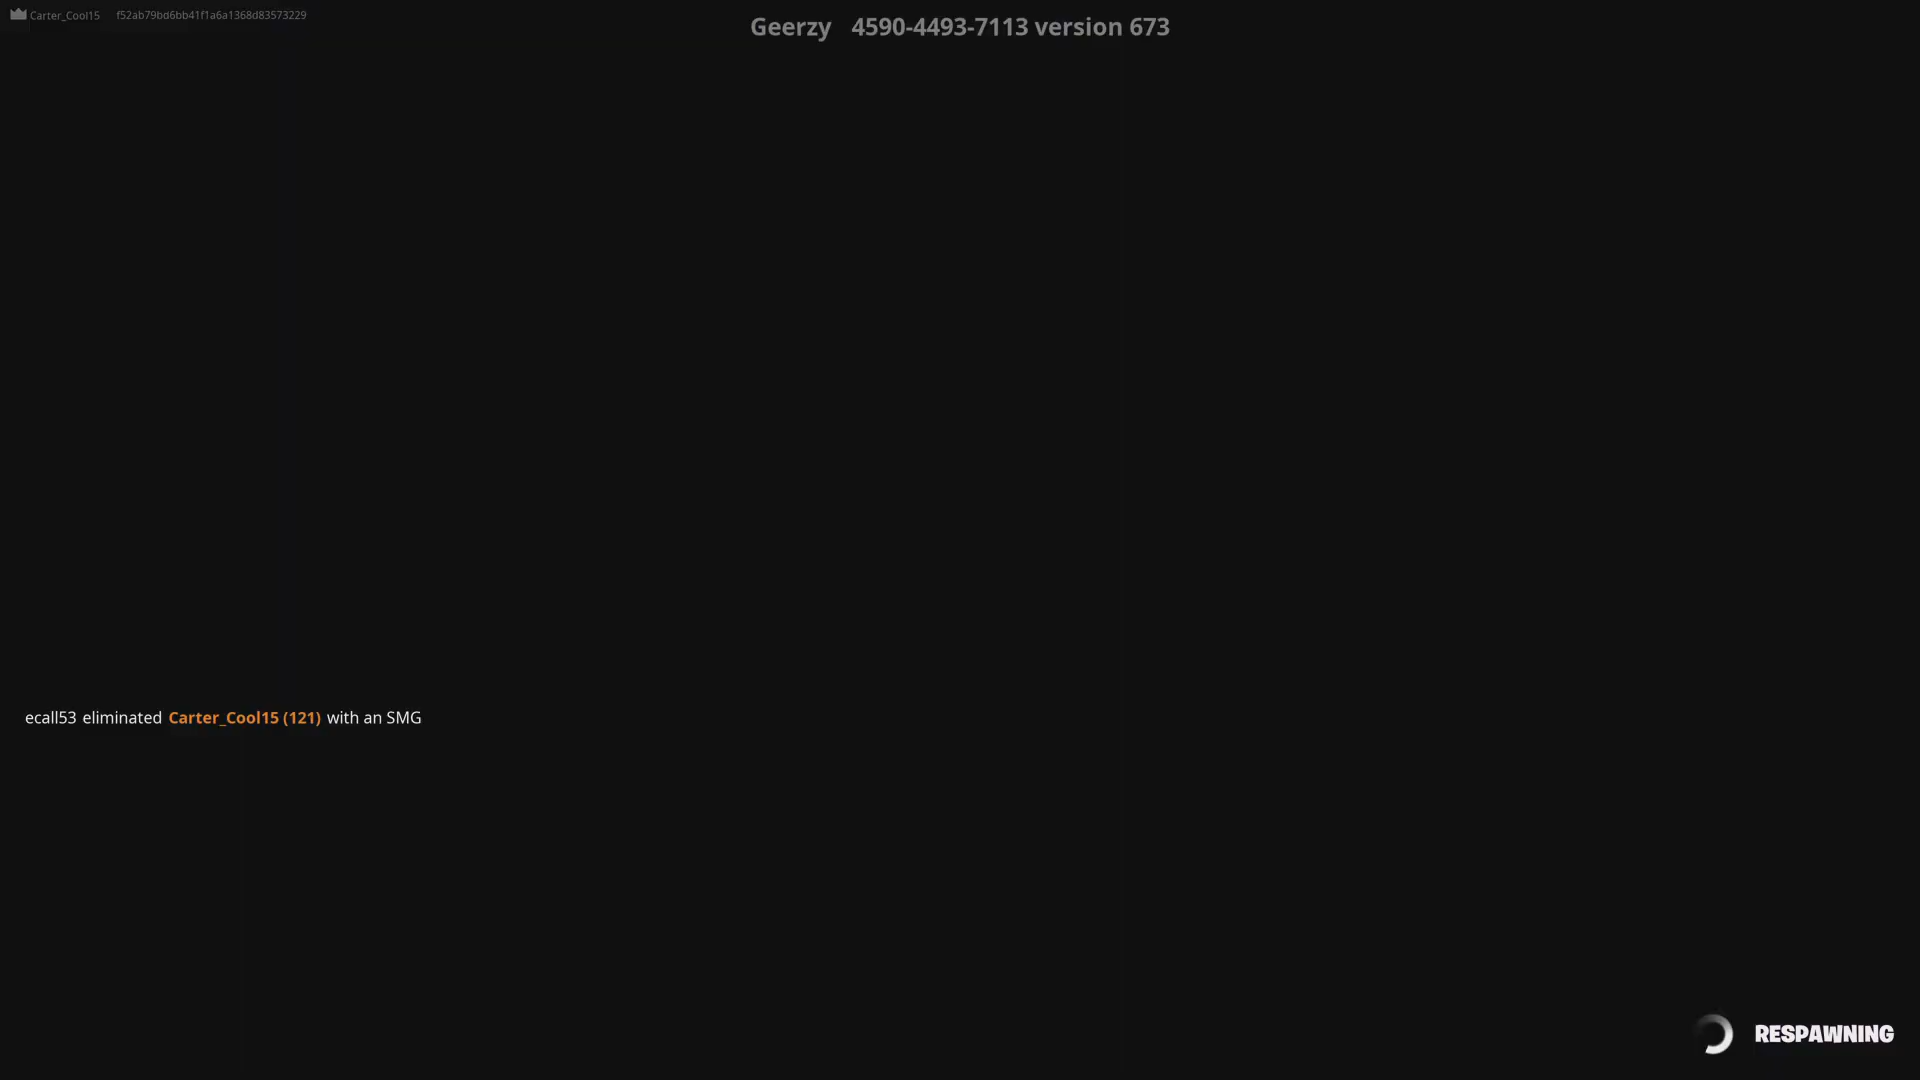 Carter_Cool15 f52ab79bd6bb41f1a6a1368d83573229
Geerzy 4590-4493-7113 version 673
ecall53 eliminated Carter_Cool15 (121) with an SMG
RESPAWNING